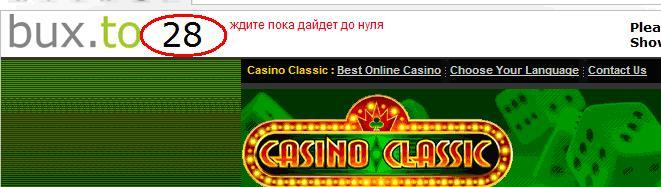 bux.to 28 ждите пока дайдет до нуля
Plea
Show
Casino Classic : Best Online Casino Choose Your Language Contact Us
CASINO CLASSIC